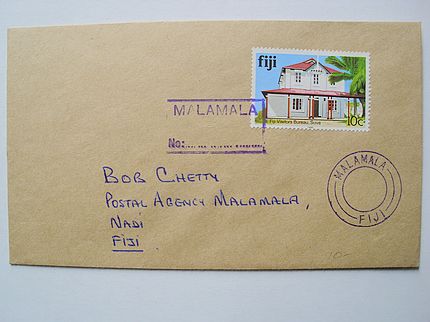 fiji
Fiji Visitors Bureau, Suva
10c
MALAMALA
No:
BOB CHETTY
POSTAL AGENCY MALAMALA,
NADI
FIJI
MALAMALA
FIJI